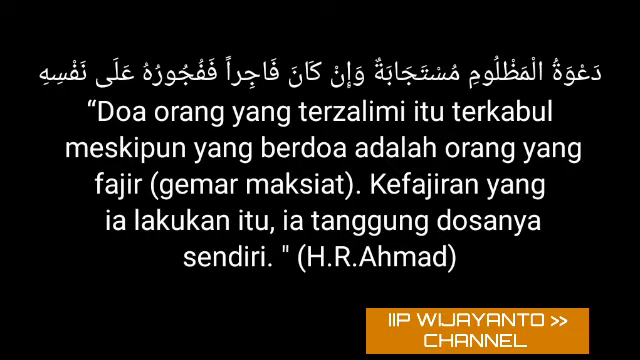 دَعْوَةُ الْمَظْلُومِ مُسْتَجَابَةٌ وَإِنْ كَانَ فَاجِراً فَفُجُورُهُ عَلَى نَفْسِهِ
“Doa orang yang terzalimi itu terkabul
meskipun yang berdoa adalah orang yang
fajir (gemar maksiat). Kefajiran yang
ia lakukan itu, ia tanggung dosanya
sendiri. " (H.R.Ahmad)
IIP WIJAYANTO >>
CHANNEL